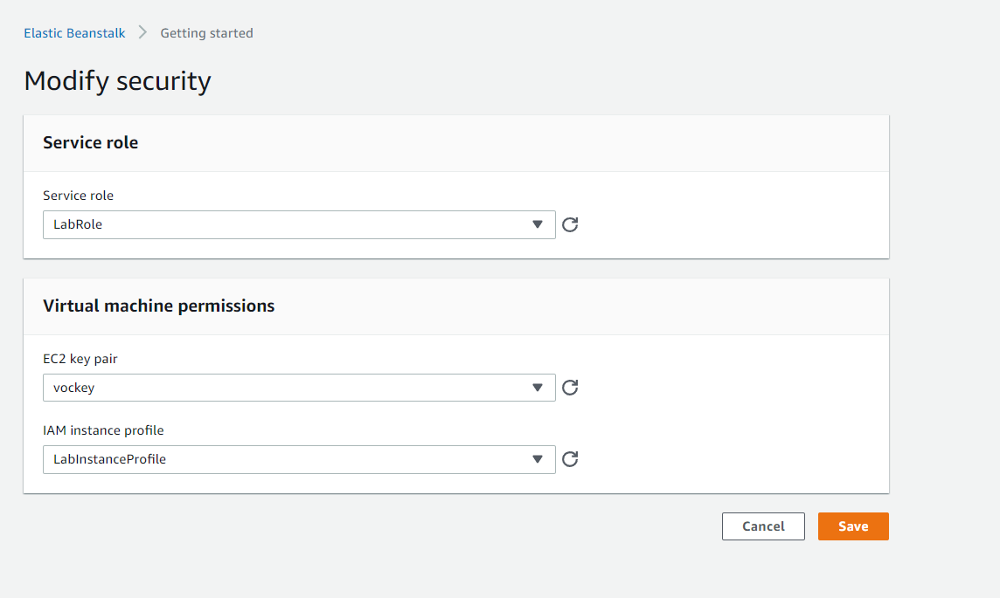 Elastic Beanstalk
Getting started
Modify security
Service role
Service role
LabRole
Virtual machine permissions
EC2 key pair
vockey
IAM instance profile
LabInstanceProfile
Cancel
Save